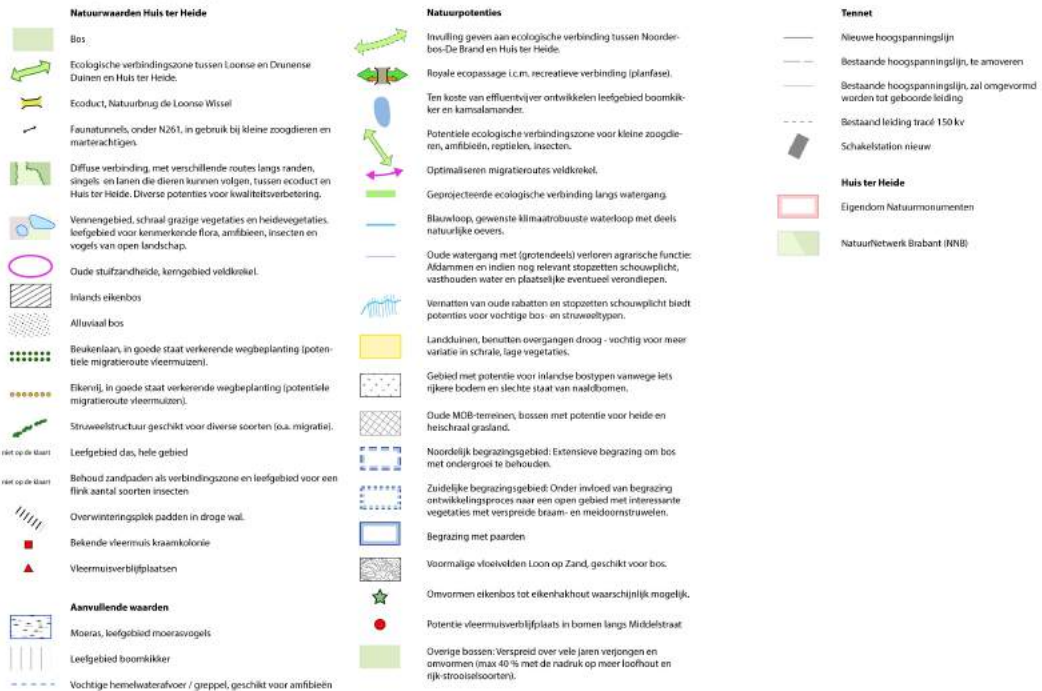 Natuurwaarden Huis ter Heide
Bos
Ecologische verbindingszone tussen Loonse en Drunense
Duinen en Huis ter Heide.
Ecoduct, Natuurbrug de Loonse Wissel
Faunatunnels, onder N261, in gebruik bij kleine zoogdieren en
marterachtigen.
Diffuse verbinding, met verschillende routes langs randen,
singels en lanen die dieren kunnen volgen, tussen ecoduct en
Huis ter Heide. Diverse potenties voor kwaliteitsverbetering.
Vennengebied, schraal grazige vegetaties en heidevegetaties,
leefgebied voor kenmerkende flora, amfibieen, insecten en
vogels van open landschap.
Oude stuifzandheide, kerngebied veldkrekel.
Inlands eikenbos
Alluviaal bos
Beukenlaan, in goede staat verkerende wegbeplanting (poten-
tiele migratieroute vleermuizen).
Eikenrij, in goede staat verkerende wegbeplanting (potentiele
migratieroute vleermuizen).
Struweelstructuur geschikt voor diverse soorten (o.a. migratie).
niet op de kaart
Leefgebied das, hele gebied
niet op de kaart
Behoud zandpaden als verbindingszone en leefgebied voor een
flink aantal soorten insecten
Overwinteringsplek padden in droge wal.
Bekende vleermuis kraamkolonie
Vleermuisverblijfplaatsen
Aanvullende waarden
Moeras, leefgebied moerasvogels
Leefgebied boomkikker
Vochtige hemelwaterafvoer / greppel, geschikt voor amfibieën
Natuurpotenties
Invulling geven aan ecologische verbinding tussen Noorder-
bos-De Brand en Huis ter Heide.
Royale ecopassage i.c.m. recreatieve verbinding (planfase).
Ten koste van effluentvijver ontwikkelen leefgebied boomkik-
ker en kamsalamander.
Potentiele ecologische verbindingszone voor kleine zoogdie-
ren, amfibieën, reptielen, insecten.
Optimaliseren migratieroutes veldkrekel.
Geprojecteerde ecologische verbinding langs watergang.
Blauwloop, gewenste klimaatrobuuste waterloop met deels
natuurlijke oevers.
Oude watergang met (grotendeels) verloren agrarische functie:
Afdammen en indien nog relevant stopzetten schouwplicht,
vasthouden water en plaatselijke eventueel verondiepen.
Vernatten van oude rabatten en stopzetten schouwplicht biedt
potenties voor vochtige bos- en struweeltypen.
Landduinen, benutten overgangen droog - vochtig voor meer
variatie in schrale, lage vegetaties.
Gebied met potentie voor inlandse bostypen vanwege iets
rijkere bodem en slechte staat van naaldbomen.
Oude MOB-terreinen, bossen met potentie voor heide en
heischraal grasland.
Noordelijk begrazingsgebied: Extensieve begrazing om bos
met ondergroei te behouden.
Zuidelijke begrazingsgebied: Onder invloed van begrazing
ontwikkelingsproces naar een open gebied met interessante
vegetaties met verspreide braam- en meidoornstruwelen.
Begrazing met paarden
Voormalige vloeivelden Loon op Zand, geschikt voor bos.
Omvormen eikenbos tot eikenhakhout waarschijnlijk mogelijk.
Potentie vleermuisverblijfplaats in bomen langs Middelstraat
Overige bossen: Verspreid over vele jaren verjongen en
omvormen (max 40 % met de nadruk op meer loofhout en
rijk-strooiselsoorten).
Tennet
Nieuwe hoogspanningslijn
Bestaande hoogspanningslijn, te amoveren
Bestaande hoogspanningslijn, zal omgevormd
worden tot geboorde leiding
Bestaand leiding tracé 150 kv
Schakelstation nieuw
Huis ter Heide
Eigendom Natuurmonumenten
NatuurNetwerk Brabant (NNB)